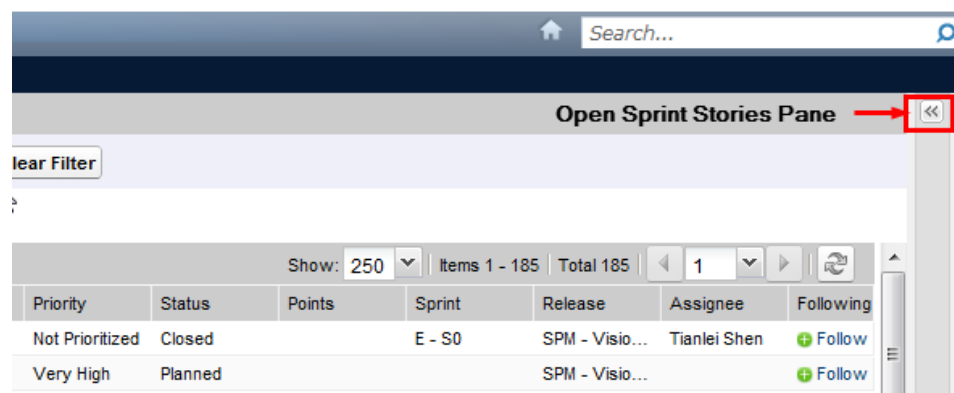 Search...
Open Sprint Stories Pane
lear Filter
Show: 250 Items 1 - 185 Total 185 1
Priority Status Points Sprint Release Assignee Following
Not Prioritized Closed E - S0 SPM - Visio... Tianlei Shen Follow
Very High Planned SPM - Visio... Follow